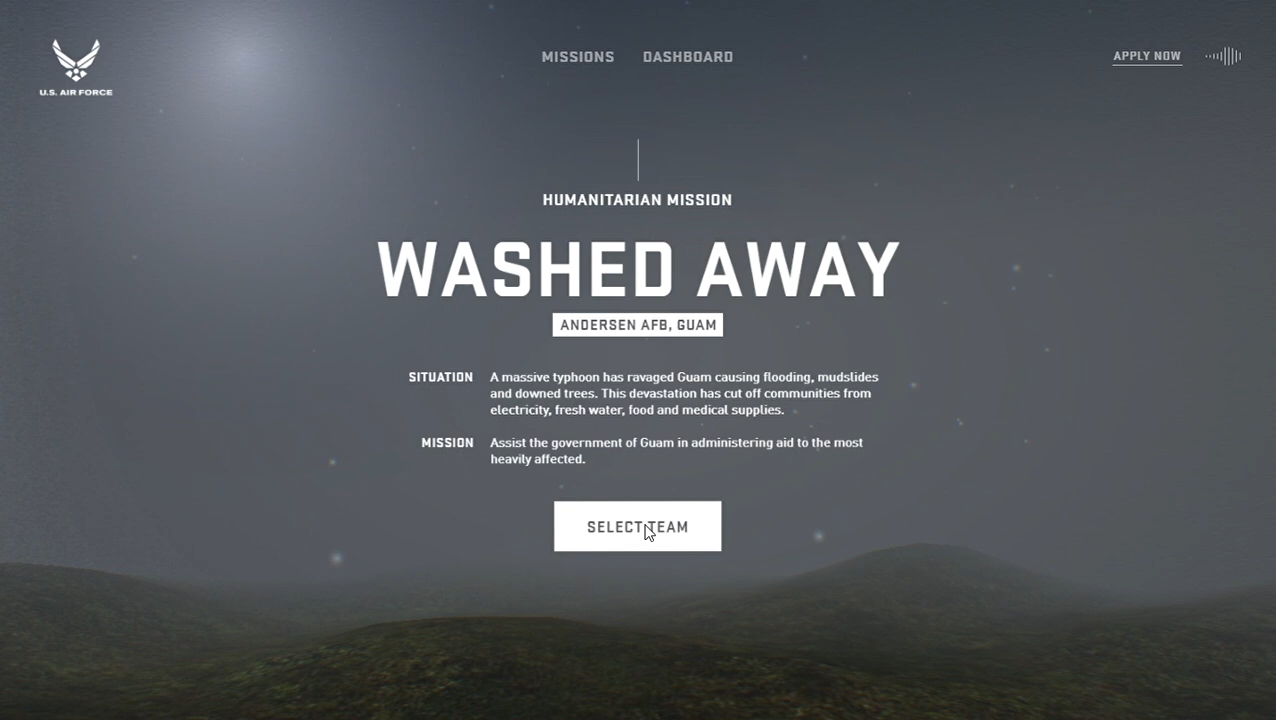 U.S. AIR FORCE
MISSIONS DASHBOARD
APPLY NOW
HUMANITARIAN MISSION
WASHED AWAY
ANDERSEN AFB, GUAM
SITUATION A massive typhoon has ravaged Guam causing flooding, mudslides
and downed trees. This devastation has cut off communities from
electricity, fresh water, food and medical supplies.
MISSION Assist the government of Guam in administering aid to the most
heavily affected.
SELECT TEAM